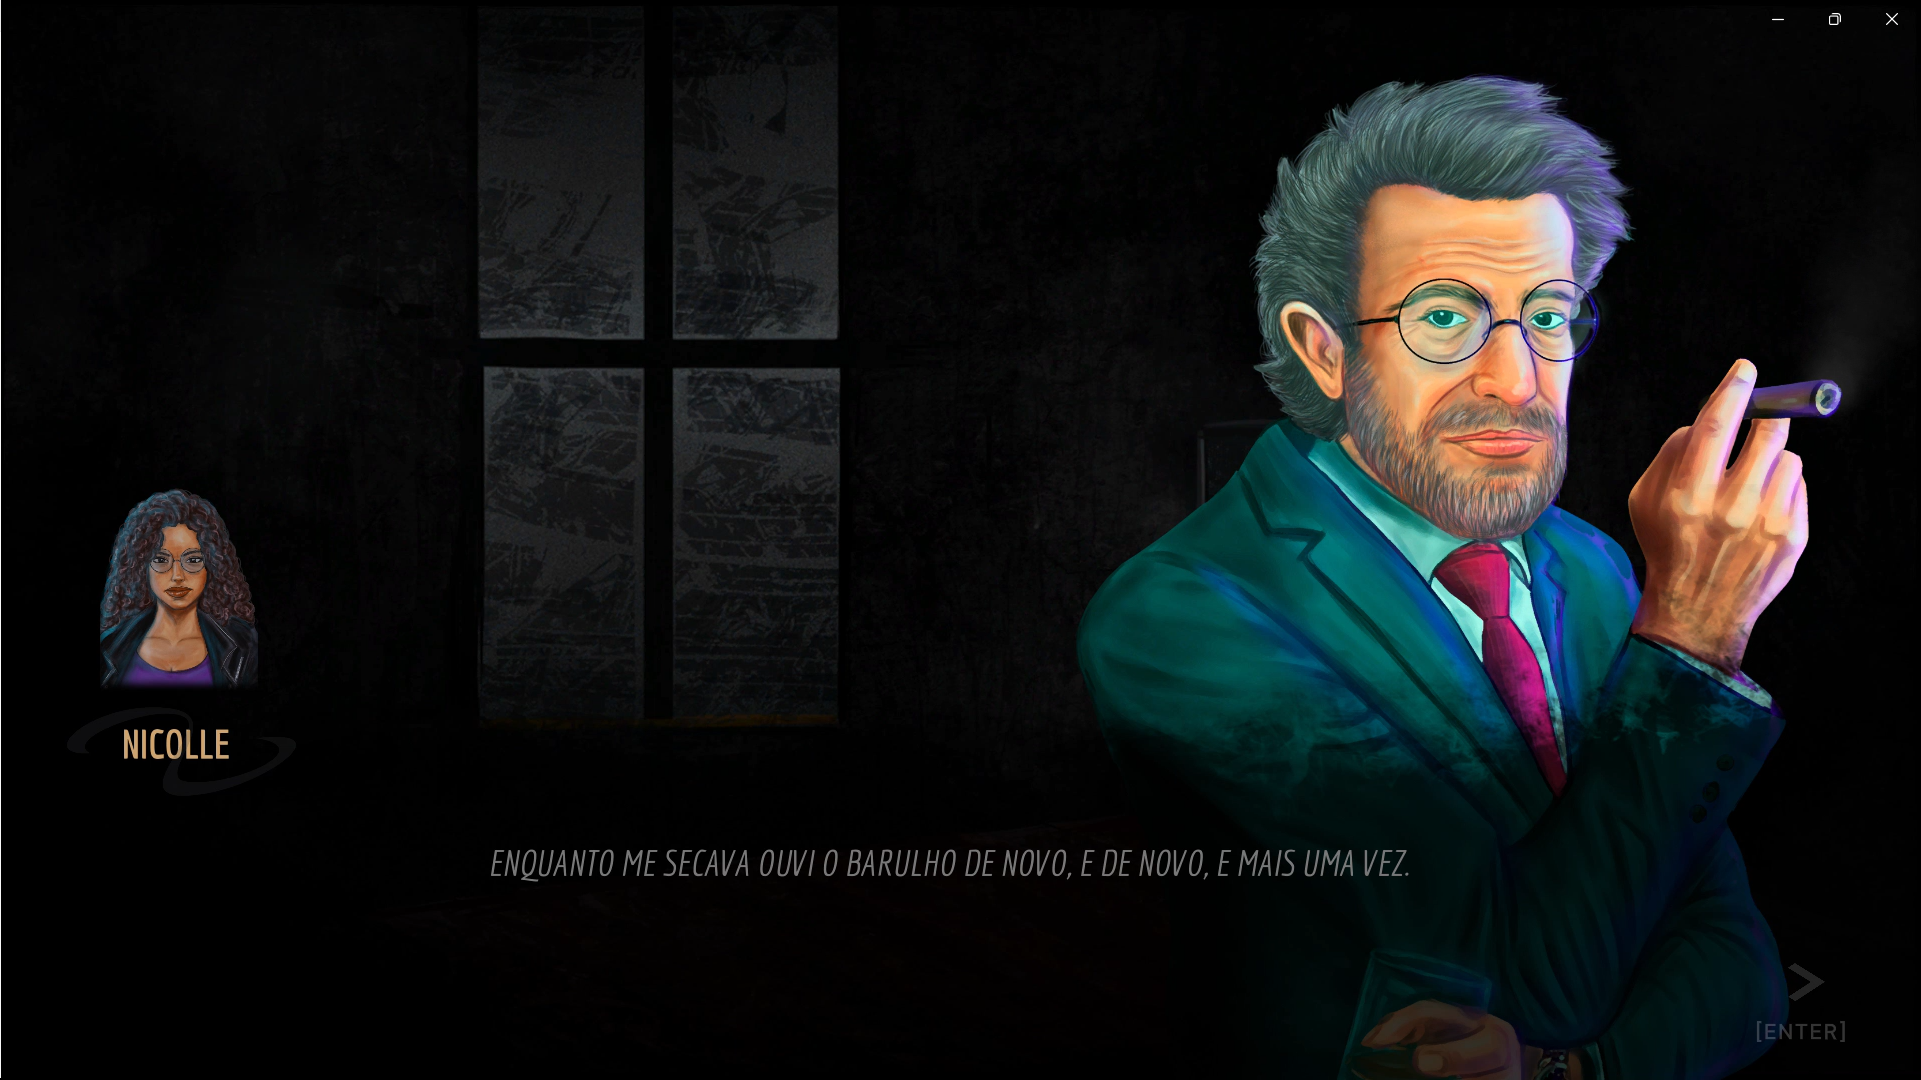 NICOLLE
ENQUANTO ME SECAVA OUVI O BARULHO DE NOVO, E DE NOVO, E MAIS UMA VEZ.
[ENTER]